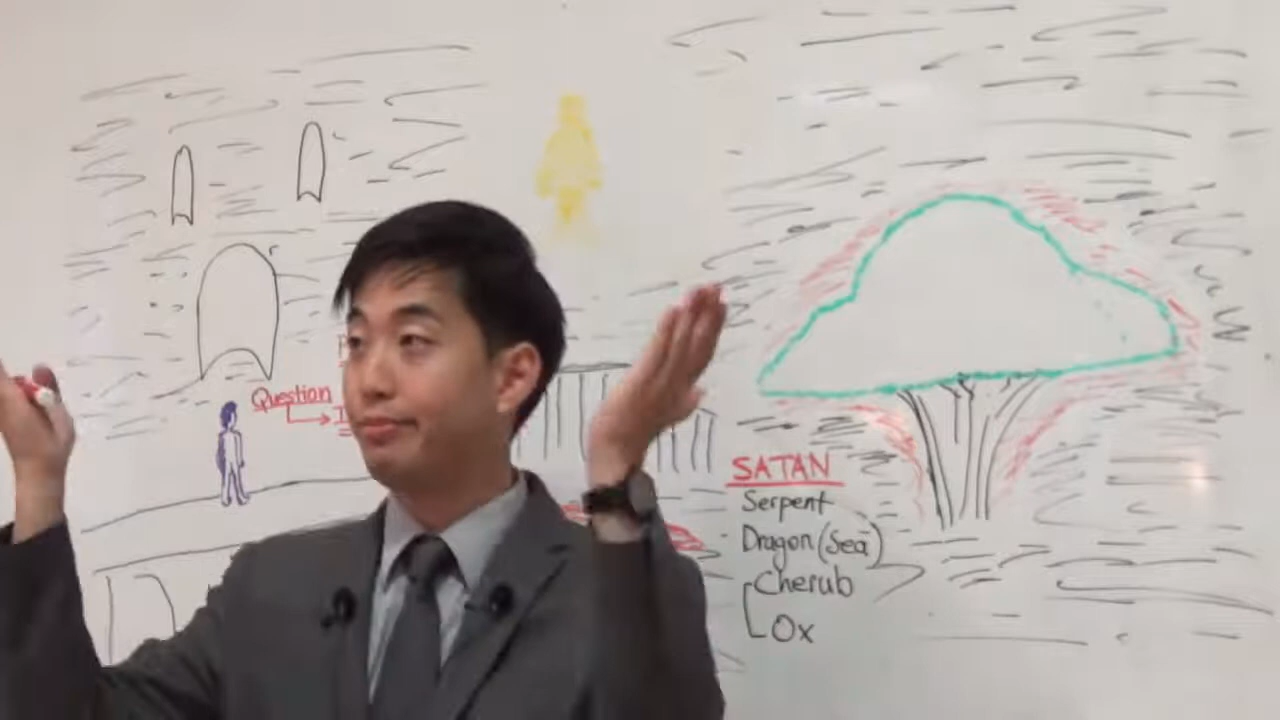 Question
SATAN
Serpent
Dragon (Sea)
Cherub
Ox